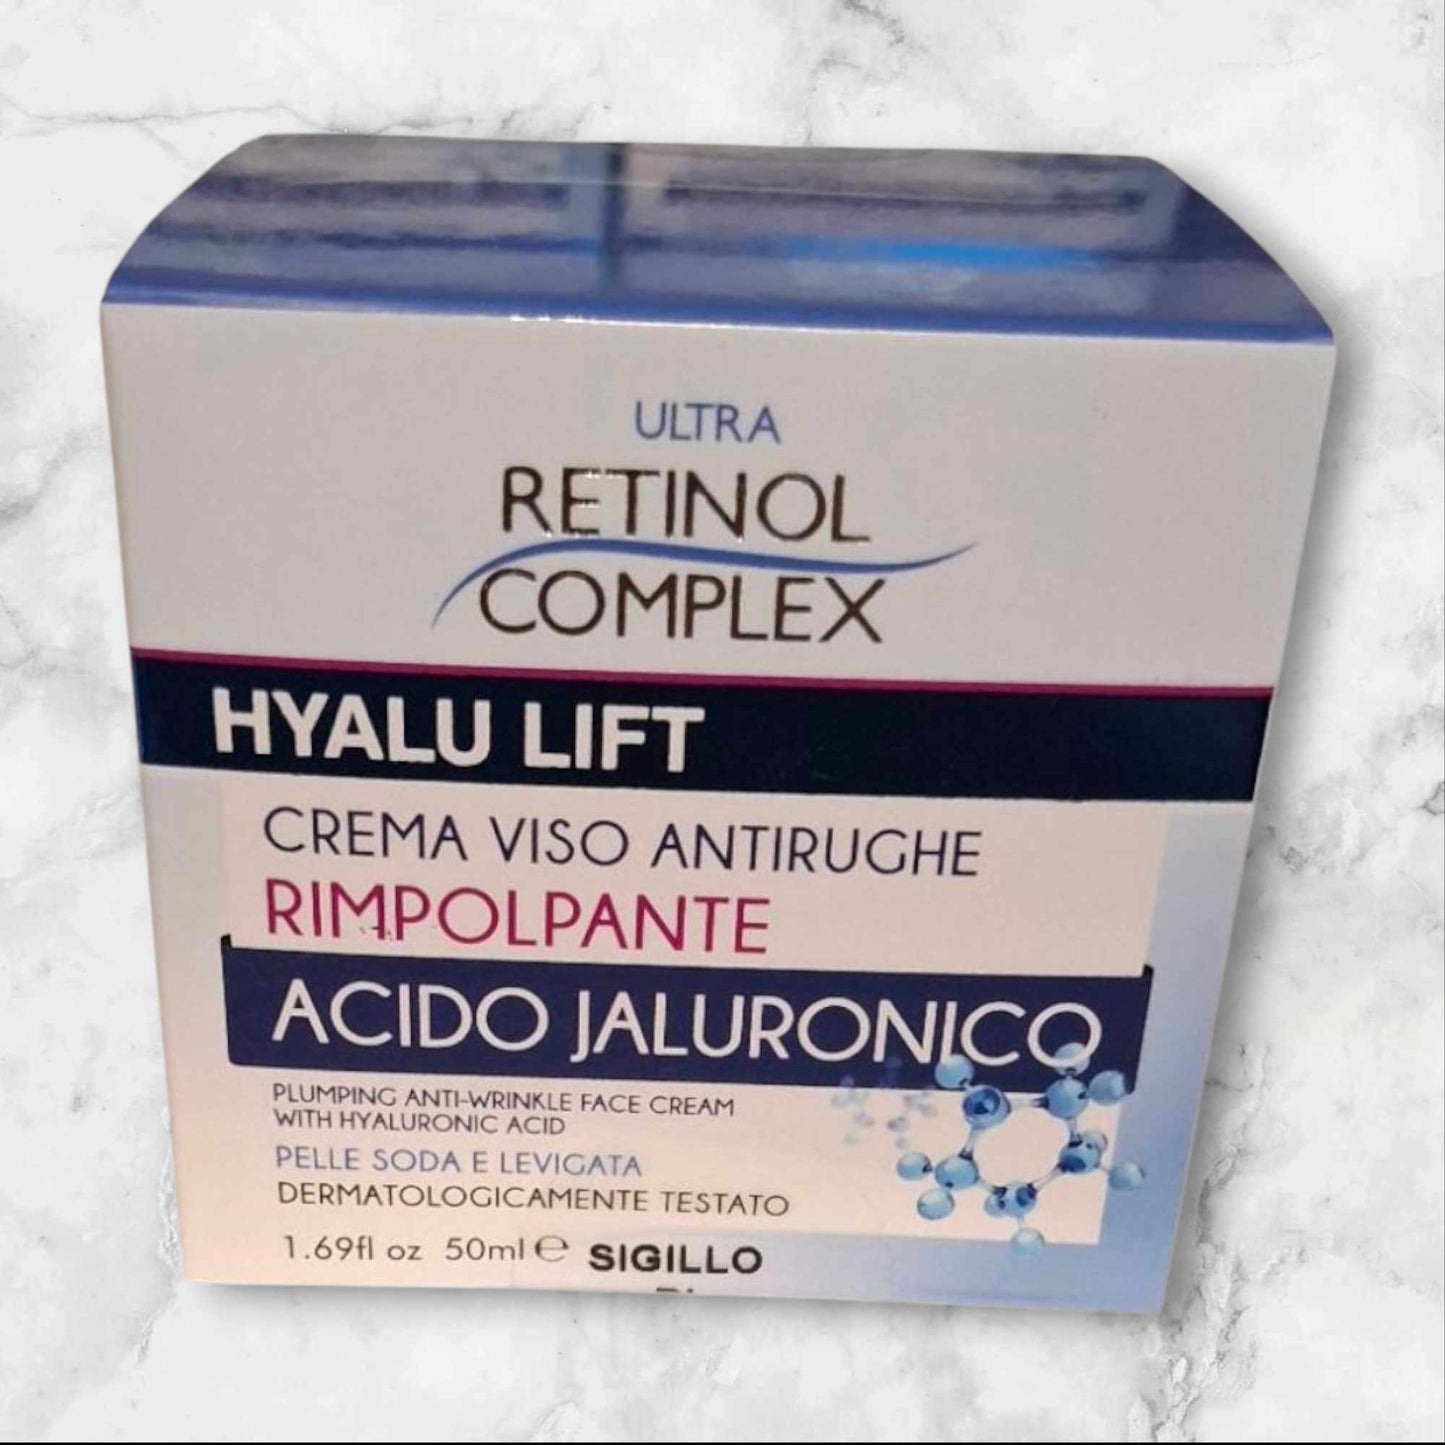 ULTRA
RETINOL
COMPLEX
HYALU LIFT
CREMA VISO ANTIRUGHE
RIMPOLPANTE
ACIDO JALURONICO
PLUMPING ANTI-WRINKLE FACE CREAM
WITH HYALURONIC ACID
PELLE SODA E LEVIGATA
DERMATOLOGICAMENTE TESTATO
1.69fl oz 50ml ℮ SIGILLO